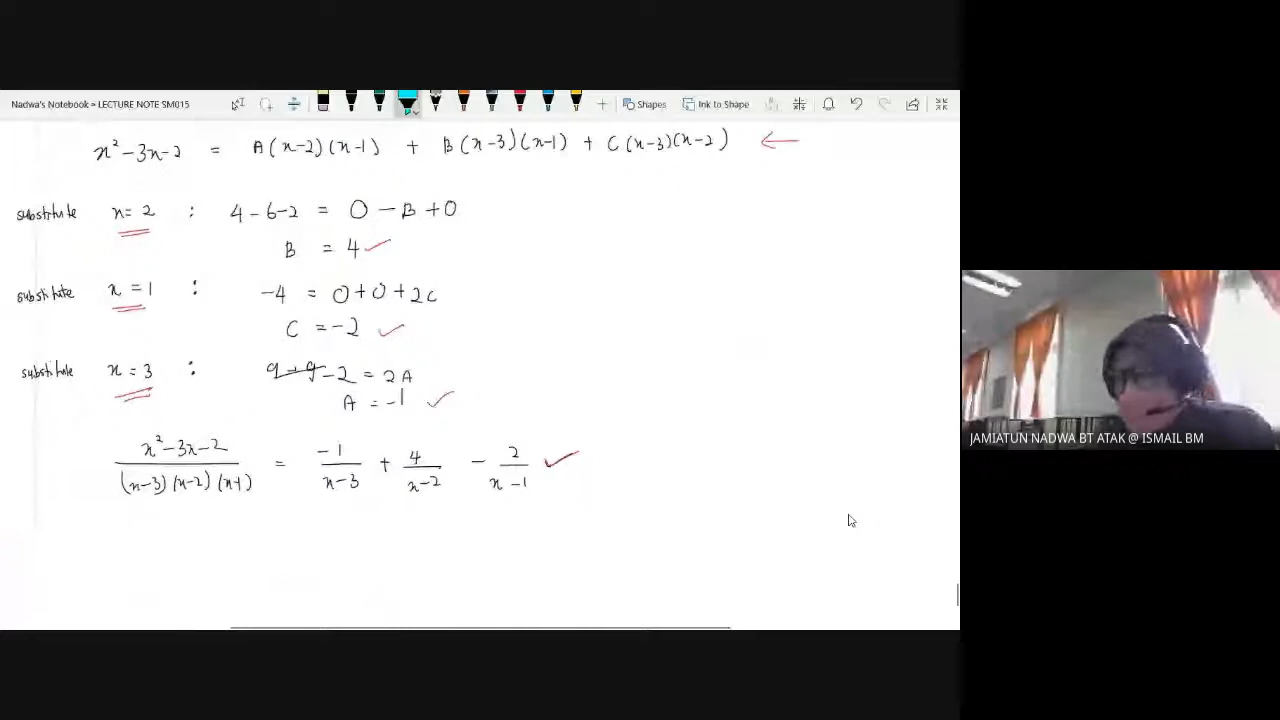 Nadwa's Notebook > LECTURE NOTE SM015
Shapes
Ink to Shape
x² - 3x - 2 = A(x-2)(x-1) + B(x-3)(x-1) + C(x-3)(x-2) ←
substitute x = 2 : 4 - 6 - 2 = 0 - B + 0
B = 4 ✓
substitute x = 1 : -4 = 0 + 0 + 2C
C = -2 ✓
substitute x = 3 : 9 - 9 - 2 = 2A
A = -1 ✓
x² - 3x - 2 / (x-3)(x-2)(x-1) = -1/(x-3) + 4/(x-2) - 2/(x-1) ✓
JAMIATUN NADWA BT ATAK @ ISMAIL BM